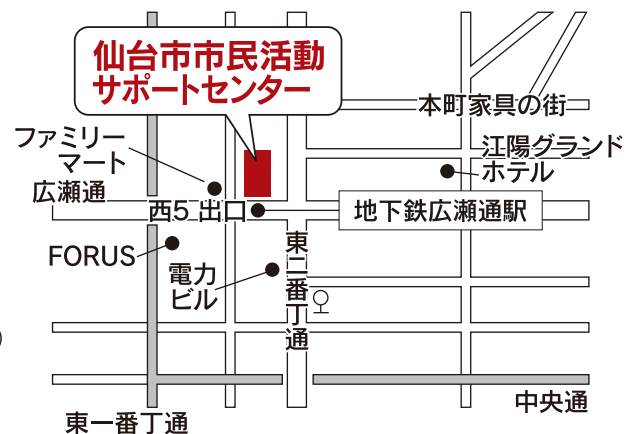 仙台市市民活動
サポートセンター
本町家具の街
ファミリー
マート
江陽グランド
ホテル
広瀬通
西5 出口
地下鉄広瀬通駅
FORUS
電力
ビル
東二番丁通
中央通
東一番丁通